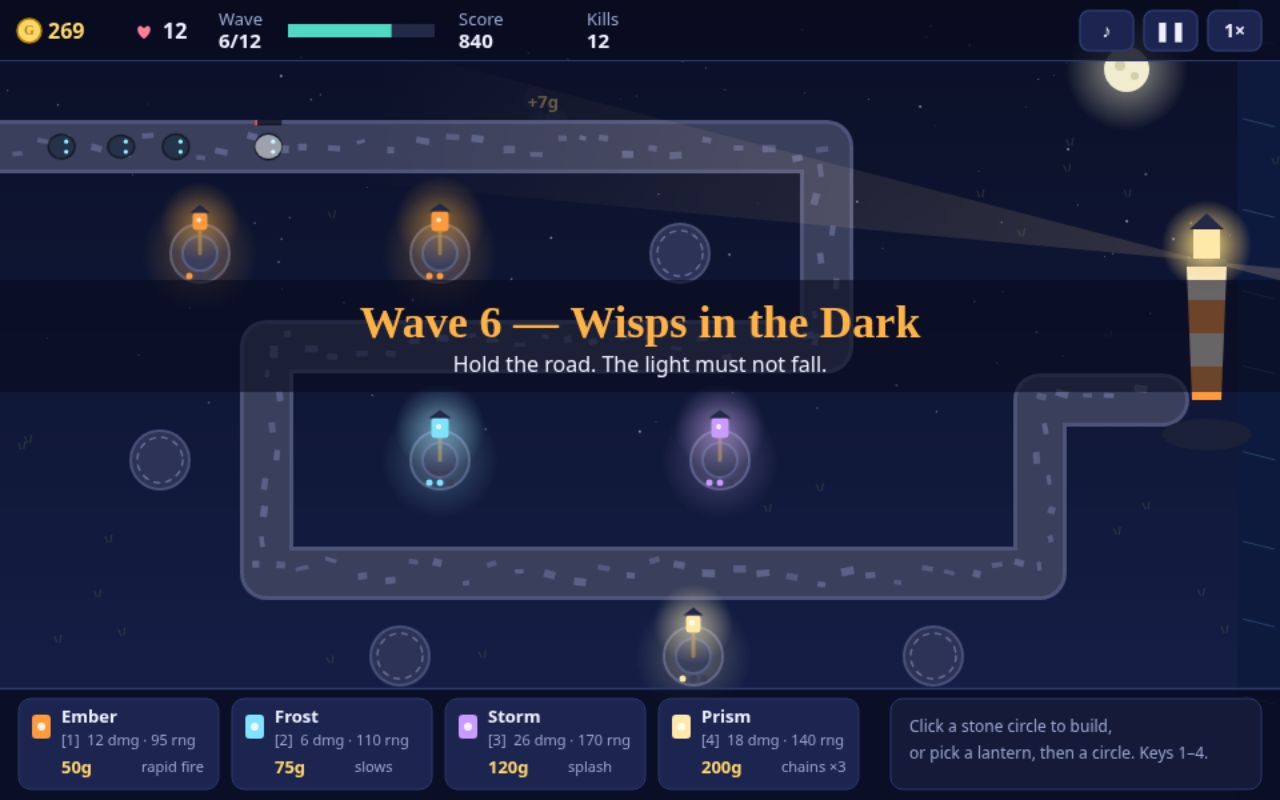 G 269
12
Wave
6/12
Score
840
Kills
12
♪
❚❚
1×
+7g
Wave 6 — Wisps in the Dark
Hold the road. The light must not fall.
Ember
[1] 12 dmg · 95 rng
50g rapid fire
Frost
[2] 6 dmg · 110 rng
75g slows
Storm
[3] 26 dmg · 170 rng
120g splash
Prism
[4] 18 dmg · 140 rng
200g chains ×3
Click a stone circle to build,
or pick a lantern, then a circle. Keys 1–4.